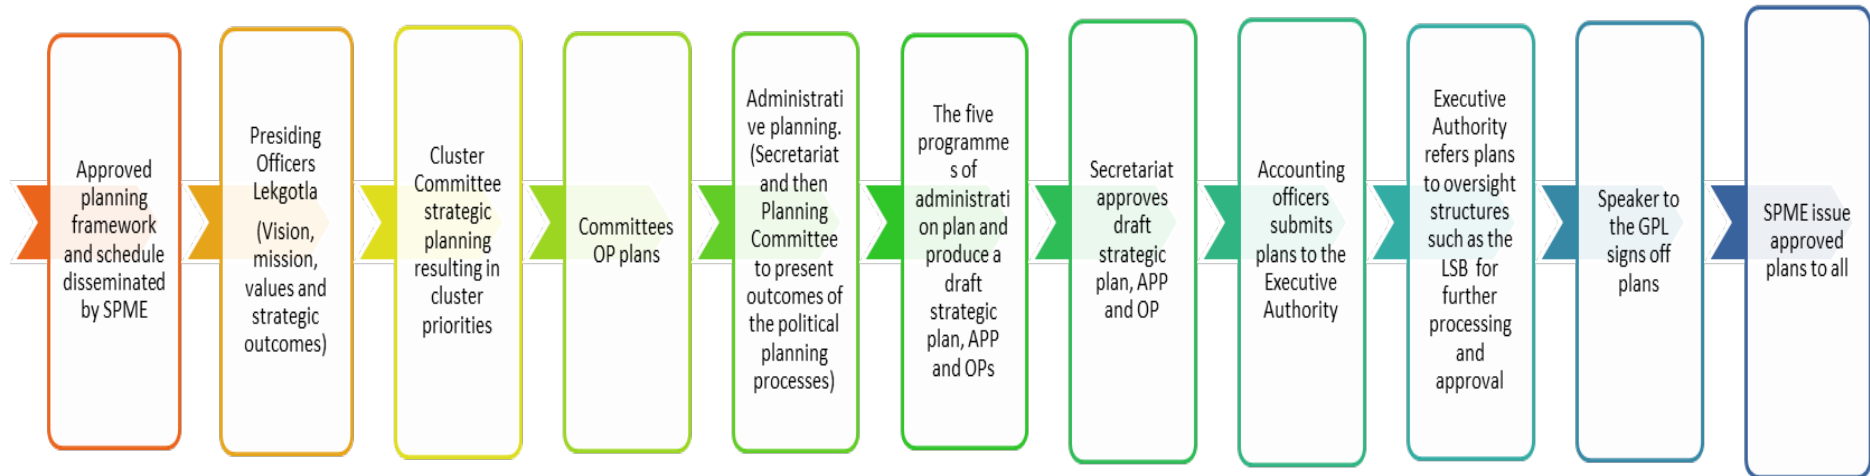 Approved
planning
framework
and schedule
disseminated
by SPME
Presiding
Officers
Lekgotla
(Vision,
mission,
values and
strategic
outcomes)
Cluster
Committee
strategic
planning
resulting in
cluster
priorities
Committees
OP plans
Administrati
ve planning.
(Secretariat
and then
Planning
Committee
to present
outcomes of
the political
planning
processes)
The five
programme
s of
administrati
on plan and
produce a
draft
strategic
plan, APP
and OPs
Secretariat
approves
draft
strategic
plan, APP
and OP
Accounting
officers
submits
plans to the
Executive
Authority
Executive
Authority
refers plans
to oversight
structures
such as the
LSB for
further
processing
and
approval
Speaker to
the GPL
signs off
plans
SPME issue
approved
plans to all